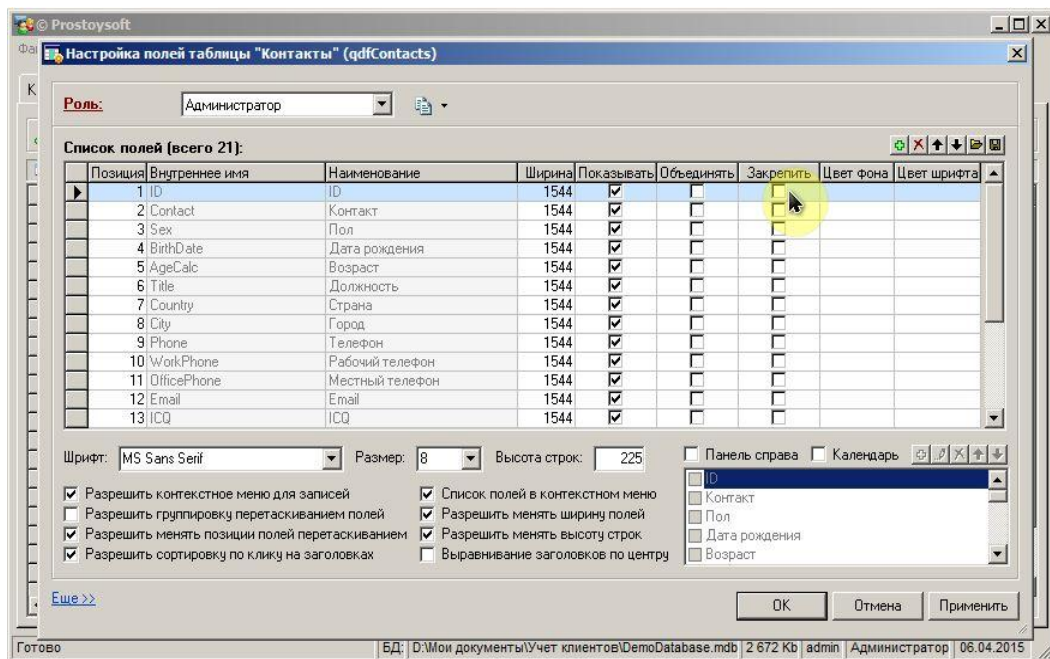 © Prostoysoft
Настройка полей таблицы "Контакты" (qdfContacts)
Роль: Администратор
Список полей (всего 21):
Позиция Внутреннее имя Наименование Ширина Показывать Объединять Закрепить Цвет фона Цвет шрифта
1 ID ID 1544
2 Contact Контакт 1544
3 Sex Пол 1544
4 BirthDate Дата рождения 1544
5 AgeCalc Возраст 1544
6 Title Должность 1544
7 Country Страна 1544
8 City Город 1544
9 Phone Телефон 1544
10 WorkPhone Рабочий телефон 1544
11 OfficePhone Местный телефон 1544
12 Email Email 1544
13 ICQ ICQ 1544
Шрифт: MS Sans Serif Размер: 8 Высота строк: 225 Панель справа Календарь
Разрешить контекстное меню для записей Список полей в контекстном меню
Разрешить группировку перетаскиванием полей Разрешить менять ширину полей
Разрешить менять позиции полей перетаскиванием Разрешить менять высоту строк
Разрешить сортировку по клику на заголовках Выравнивание заголовков по центру
ID
Контакт
Пол
Дата рождения
Возраст
Еще >>
OK Отмена Применить
Готово БД: D:\Мои документы\Учет клиентов\DemoDatabase.mdb 2 672 Kb admin Администратор 06.04.2015